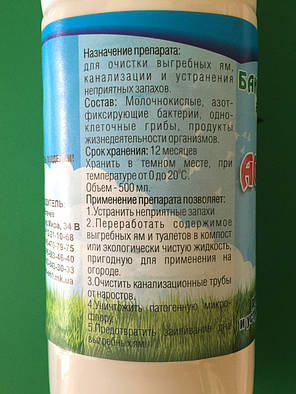 Назначение препарата:
для очистки выгребных ям,
канализации и устранения
неприятных запахов.
Состав: Молочнокислые, азот-
фиксирующие бактерии, одно-
клеточные грибы, продукты
жизнедеятельности организмов.
Срок хранения: 12 месяцев
Хранить в темном месте, при
температуре от 0 до 20˚С.
Объем - 500 мл.
Применение препарата позволяет:
1.Устранить неприятные запахи
2.Переработать содержимое
выгребных ям и туалетов в компост
или экологически чистую жидкость,
пригодную для применения на
огороде.
3.Очистить канализационные трубы
от наростов.
4.Уничтожить патогенную микро-
флору.
5.Предотвратить заиливание дна
выгребных ям